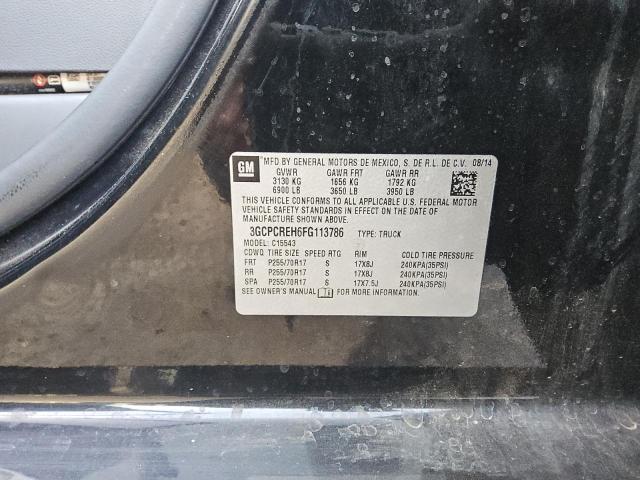 GM
MFD BY GENERAL MOTORS DE MEXICO, S. DE R.L. DE C.V. 08/14
GVWR GAWR FRT GAWR RR
3130 KG 1656 KG 1792 KG
6900 LB 3650 LB 3950 LB
THIS VEHICLE CONFORMS TO ALL APPLICABLE U.S. FEDERAL MOTOR
VEHICLE SAFETY STANDARDS IN EFFECT ON THE DATE OF
MANUFACTURE SHOWN ABOVE.
3GCPCREH6FG113786 TYPE: TRUCK
MODEL: C15543
CDWQ TIRE SIZE SPEED RTG RIM COLD TIRE PRESSURE
FRT P255/70R17 S 17X8J 240KPA(35PSI)
RR P255/70R17 S 17X8J 240KPA(35PSI)
SPA P255/70R17 S 17X7.5J 240KPA(35PSI)
SEE OWNER'S MANUAL FOR MORE INFORMATION.